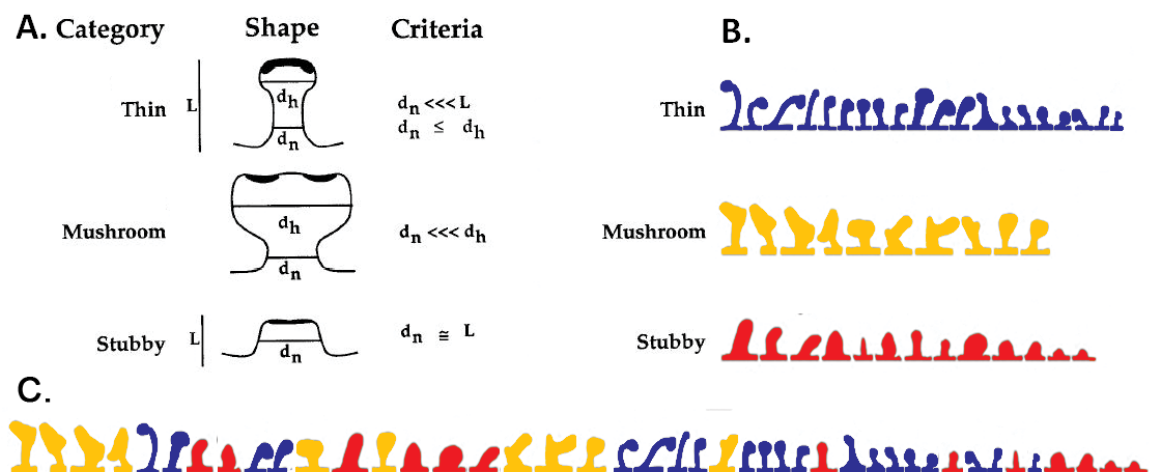 A. Category Shape Criteria
Thin L dh dn dn <<< L
dn ≤ dh
Mushroom dh dn dn <<< dh
Stubby L dn dn ≅ L
B.
Thin
Mushroom
Stubby
C.